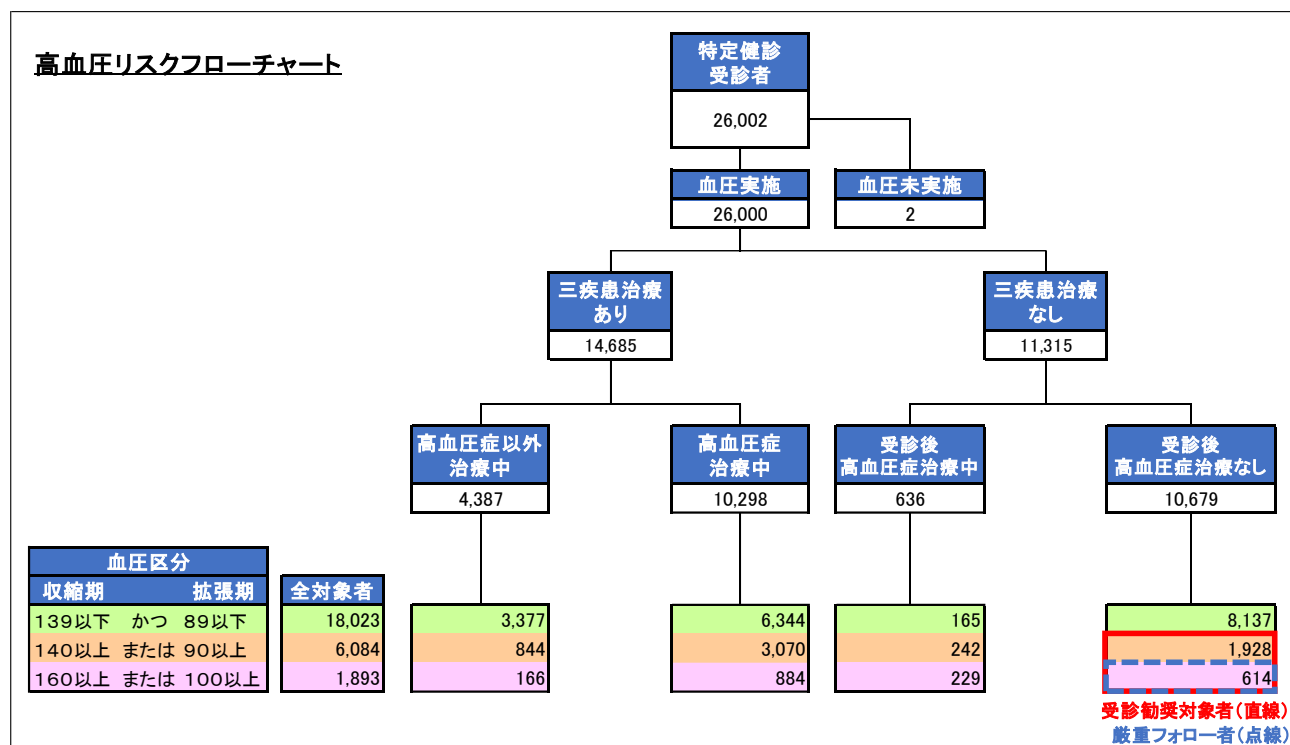 高血圧リスクフローチャート
特定健診
受診者
26,002
血圧実施
血圧未実施
26,000
2
三疾患治療
あり
三疾患治療
なし
14,685
11,315
高血圧症以外
治療中
高血圧症
治療中
受診後
高血圧症治療中
受診後
高血圧症治療なし
4,387
10,298
636
10,679
血圧区分
収縮期 拡張期 全対象者
139以下 かつ 89以下 18,023 3,377 6,344 165 8,137
140以上 または 90以上 6,084 844 3,070 242 1,928
160以上 または 100以上 1,893 166 884 229 614
受診勧奨対象者(直線)
厳重フォロー者(点線)